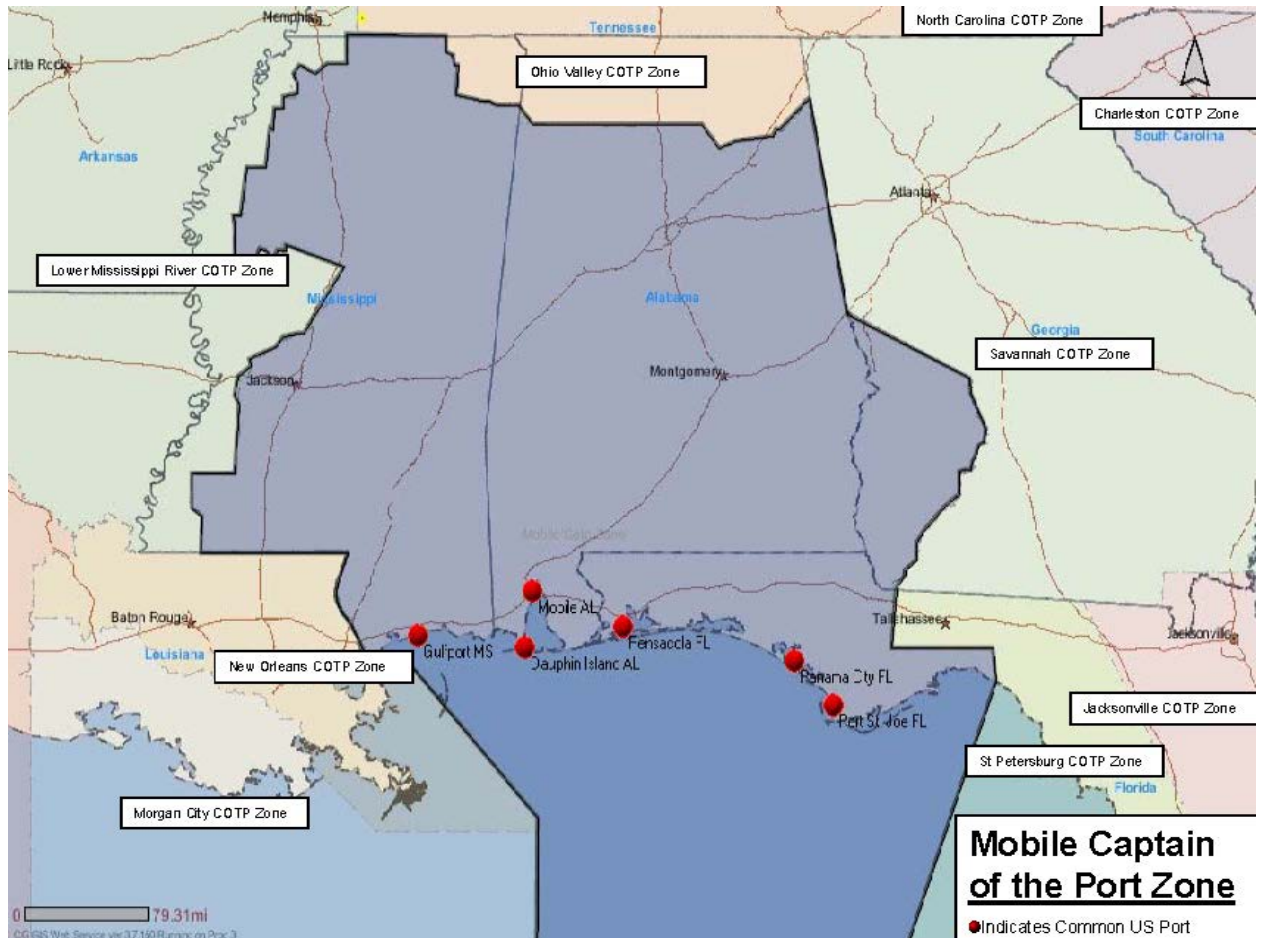 Memphis
Tennessee
North Carolina COTP Zone
Little Rock
Ohio Valley COTP Zone
Charleston COTP Zone
South Carolina
Arkansas
Atlanta
Lower Mississippi River COTP Zone
Mississippi
Alabama
Georgia
Savannah COTP Zone
Jackson
Montgomery
Mobile Zone
Mobile AL
Baton Rouge
Tallahassee
Jacksonville
Gulfport MS
Pensacola FL
Louisiana
New Orleans COTP Zone
Dauphin Island AL
Panama City FL
Port St. Joe FL
Jacksonville COTP Zone
St Petersburg COTP Zone
Florida
Morgan City COTP Zone
Mobile Captain
of the Port Zone
0 79.31mi
Indicates Common US Port